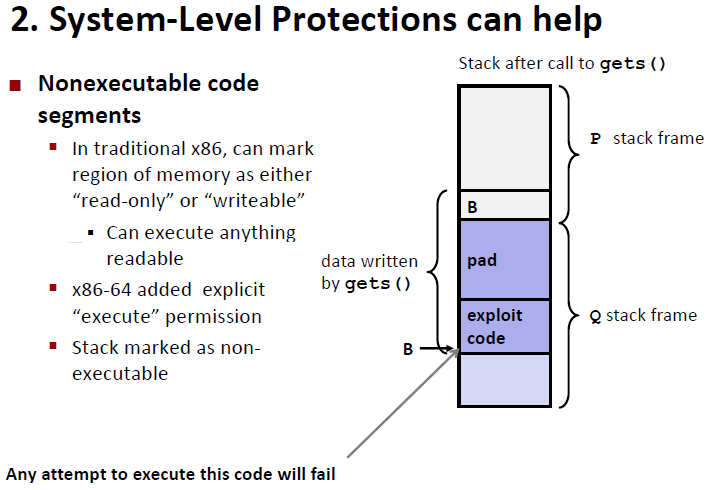 2. System-Level Protections can help
Nonexecutable code
segments
In traditional x86, can mark
region of memory as either
“read-only” or “writeable”
Can execute anything
readable
x86-64 added explicit
“execute” permission
Stack marked as non-
executable
Stack after call to gets()
P stack frame
B
data written
by gets()
pad
exploit
code
Q stack frame
B
Any attempt to execute this code will fail